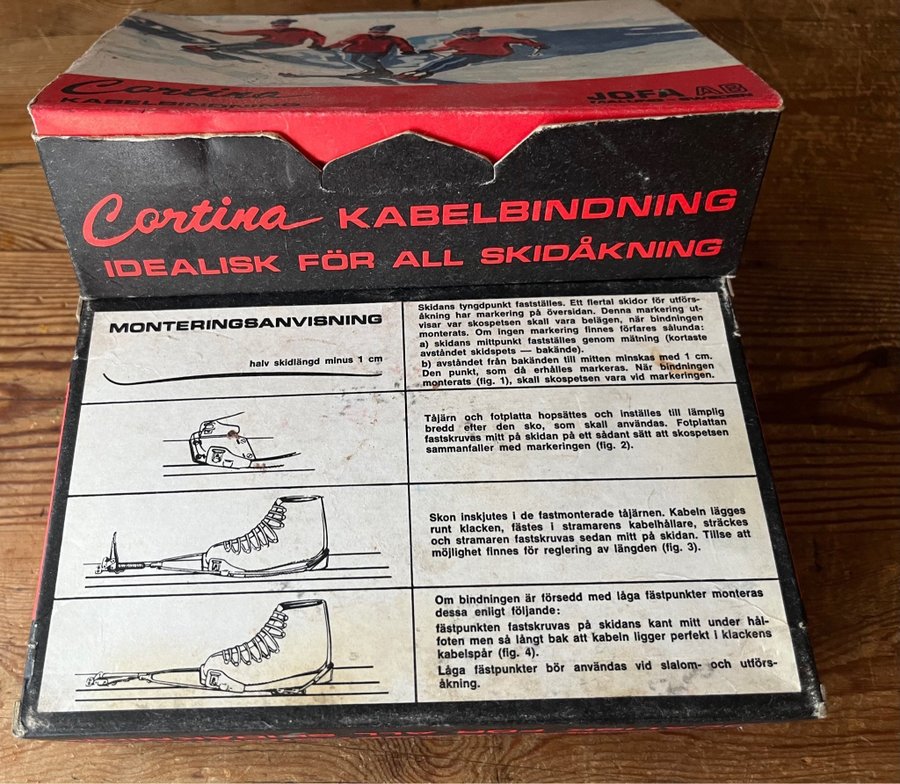 Cortina
KABELBINDNING
JOFA AB
MALUNG - SWEDEN
Cortina KABELBINDNING
IDEALISK FÖR ALL SKIDÅKNING
MONTERINGSANVISNING
halv skidlängd minus 1 cm
Skidans tyngdpunkt fastställes. Ett flertal skidor för utförs-
åkning har markering på översidan. Denna markering ut-
visar var skospetsen skall vara belägen, när bindningen
monterats. Om ingen markering finnes förfares sålunda:
a) skidans mittpunkt fastställes genom mätning (kortaste
avståndet skidspets — bakände).
b) avståndet från bakänden till mitten minskas med 1 cm.
Den punkt, som då erhålles markeras. När bindningen
monterats (fig. 1), skall skospetsen vara vid markeringen.
Tåjärn och fotplatta hopsättes och inställes till lämplig
bredd efter den sko, som skall användas. Fotplattan
fastskruvas mitt på skidan på ett sådant sätt att skospetsen
sammanfaller med markeringen (fig. 2).
Skon inskjutes i de fastmonterade tåjärnen. Kabeln lägges
runt klacken, fästes i stramarens kabelhållare, sträckes
och stramaren fastskruvas sedan mitt på skidan. Tillse att
möjlighet finnes för reglering av längden (fig. 3).
Om bindningen är försedd med låga fästpunkter monteras
dessa enligt följande:
fästpunkten fastskruvas på skidans kant mitt under hål-
foten men så långt bak att kabeln ligger perfekt i klackens
kabelspår (fig. 4).
Låga fästpunkter bör användas vid slalom- och utförs-
åkning.